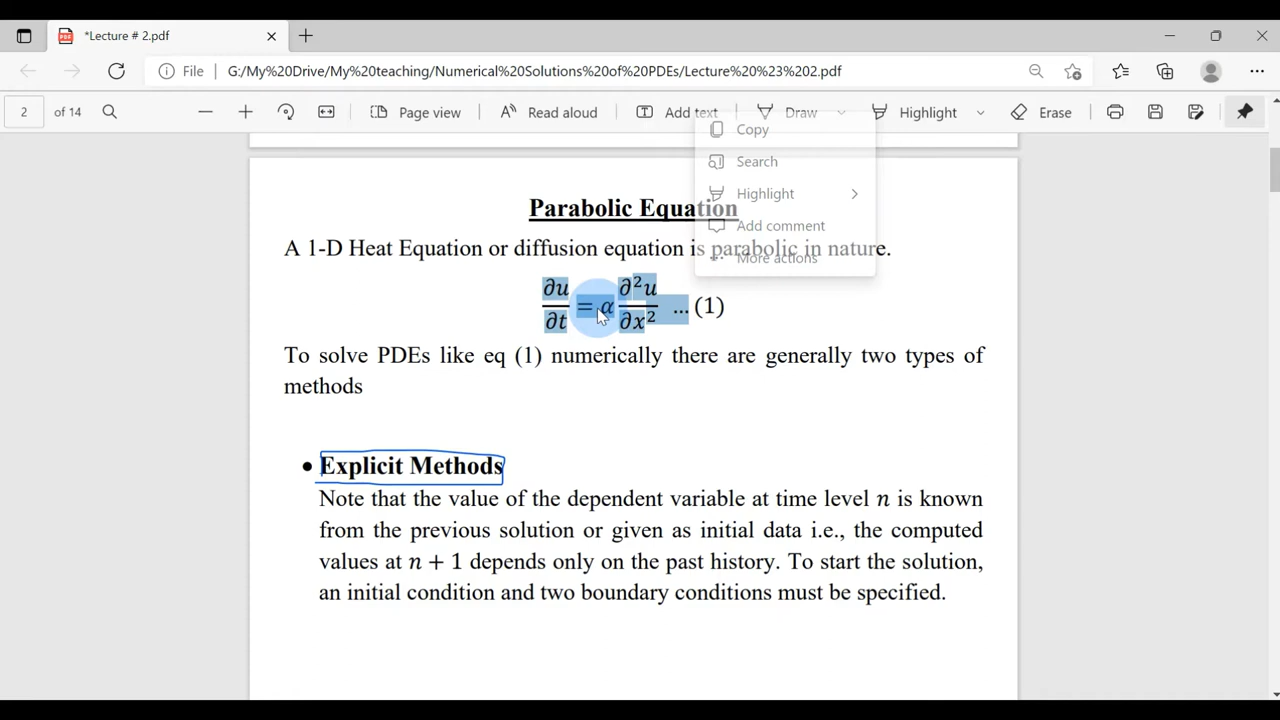 *Lecture # 2.pdf
File
G:/My%20Drive/My%20teaching/Numerical%20Solutions%20of%20PDEs/Lecture%20%23%202.pdf
2 of 14 Page view Read aloud Add text Draw Highlight Erase
Copy
Search
Highlight
Add comment
More actions
Parabolic Equation
A 1-D Heat Equation or diffusion equation is parabolic in nature.
∂u/∂t = α ∂²u/∂x² ... (1)
To solve PDEs like eq (1) numerically there are generally two types of
methods
• Explicit Methods
Note that the value of the dependent variable at time level n is known
from the previous solution or given as initial data i.e., the computed
values at n + 1 depends only on the past history. To start the solution,
an initial condition and two boundary conditions must be specified.